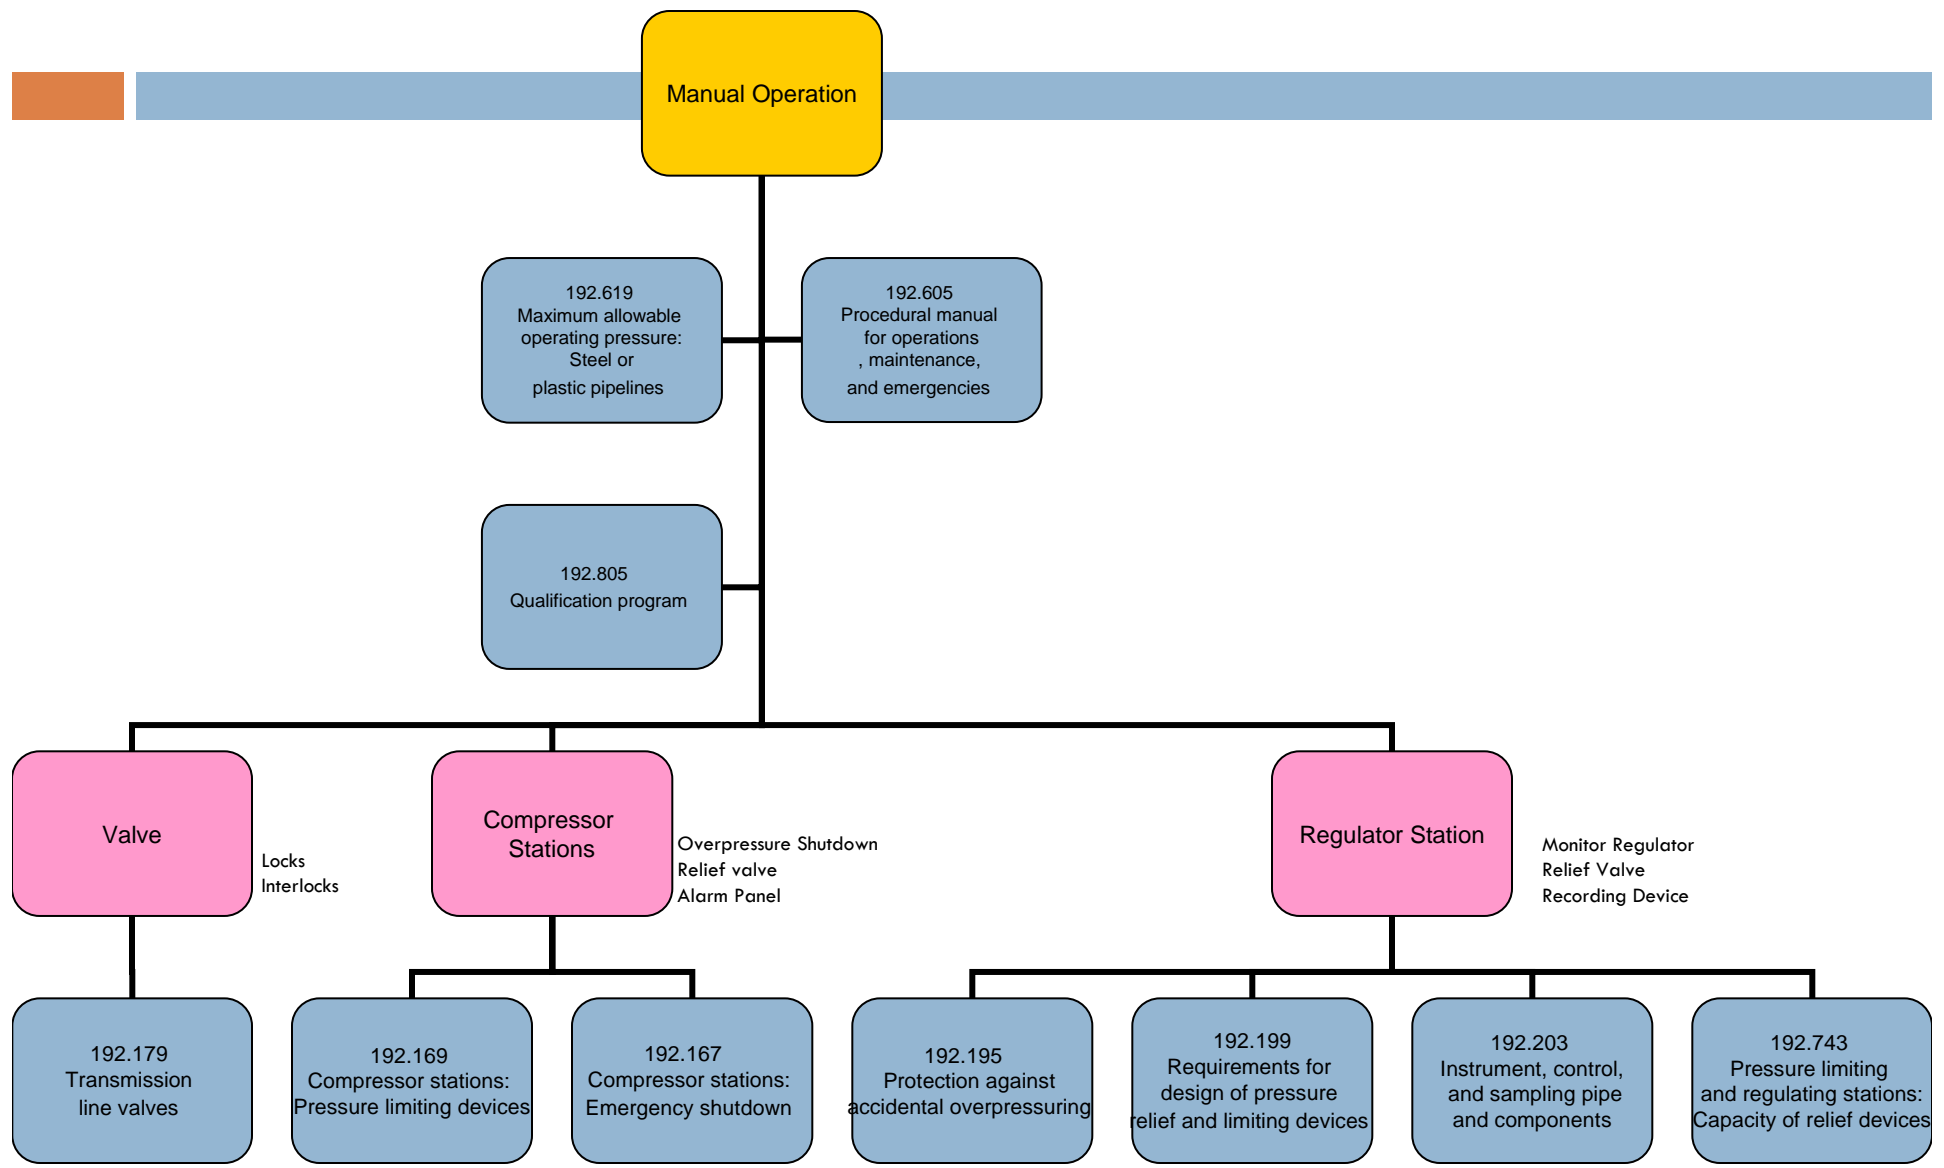 Manual Operation
192.619
Maximum allowable
operating pressure:
Steel or
plastic pipelines
192.605
Procedural manual
for operations
, maintenance,
and emergencies
192.805
Qualification program
Valve
Locks
Interlocks
Compressor
Stations
Overpressure Shutdown
Relief valve
Alarm Panel
Regulator Station
Monitor Regulator
Relief Valve
Recording Device
192.179
Transmission
line valves
192.169
Compressor stations:
Pressure limiting devices
192.167
Compressor stations:
Emergency shutdown
192.195
Protection against
accidental overpressuring
192.199
Requirements for
design of pressure
relief and limiting devices
192.203
Instrument, control,
and sampling pipe
and components
192.743
Pressure limiting
and regulating stations:
Capacity of relief devices